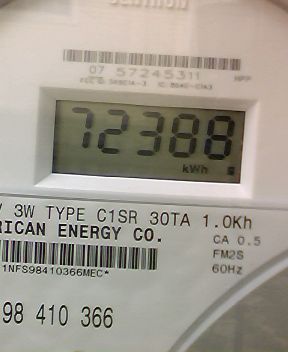 07 57245311
72388
kWh
3W TYPE C1SR 30TA 1.0Kh
RICAN ENERGY CO.
CA 0.5
FM2S
60Hz
1NFS98410366MEC*
98 410 366